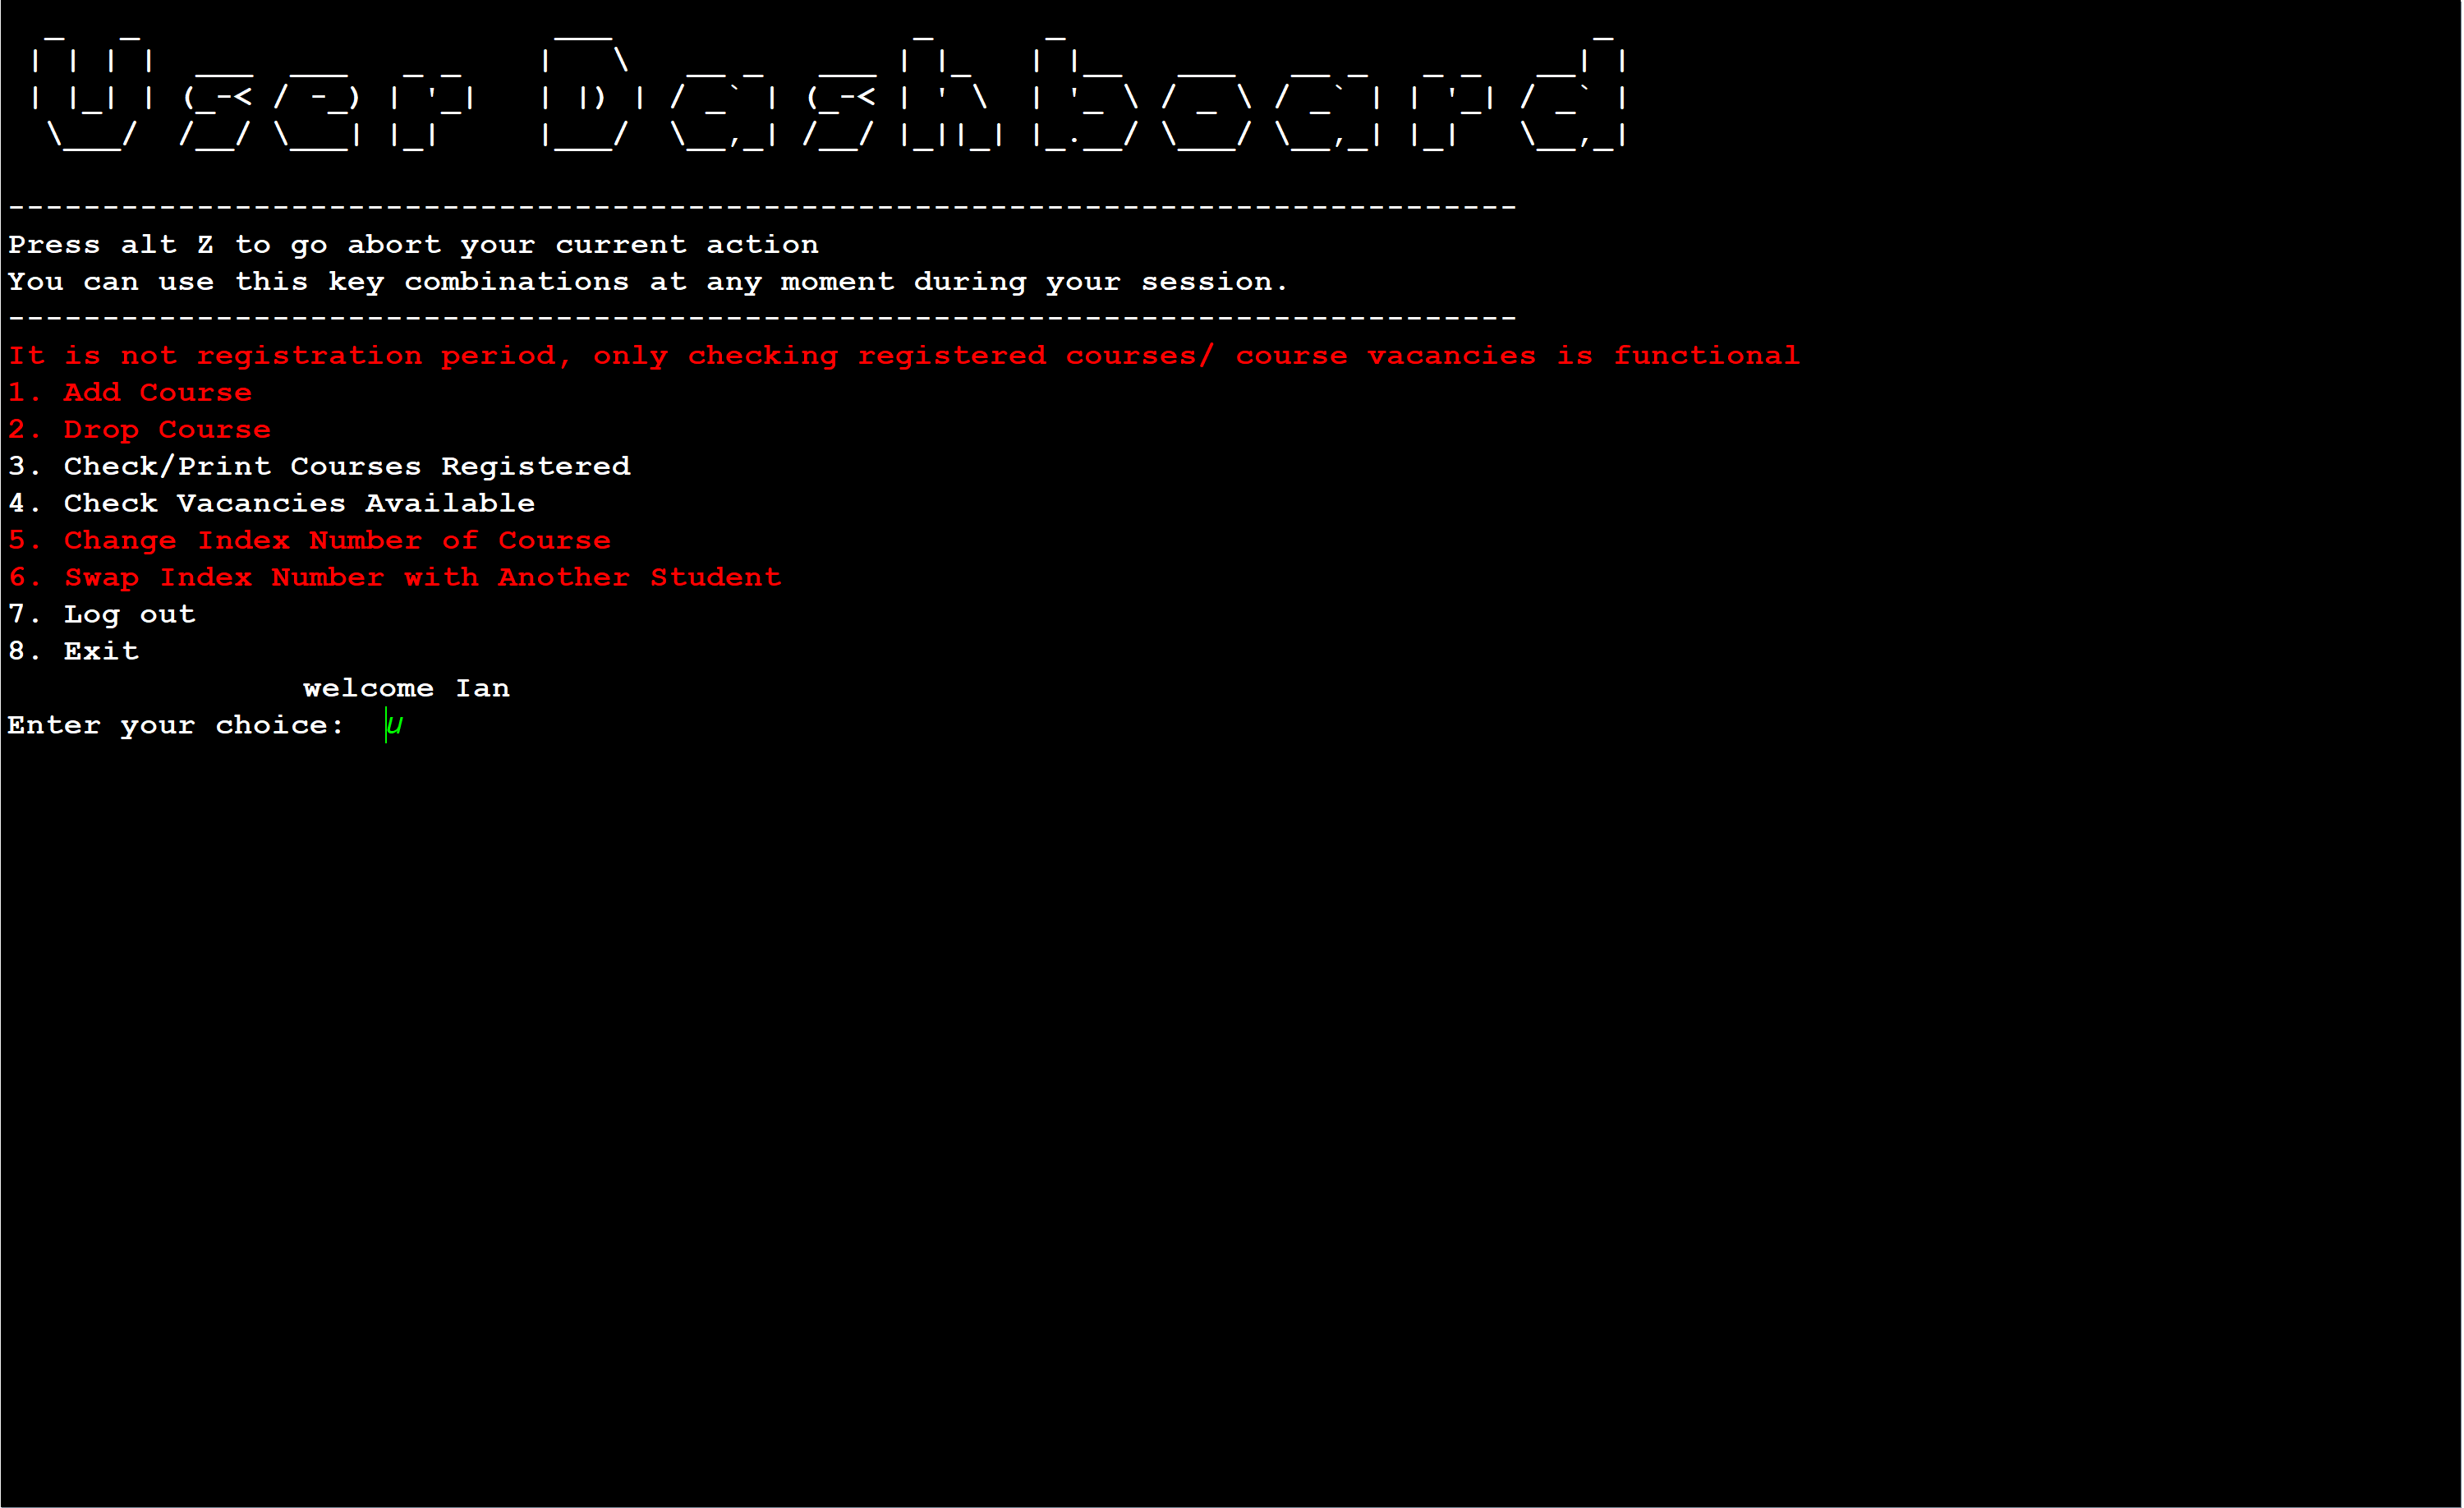 User Dashboard
--------------------------------------------------------------------------------
Press alt Z to go abort your current action
You can use this key combinations at any moment during your session.
--------------------------------------------------------------------------------
It is not registration period, only checking registered courses/ course vacancies is functional
1. Add Course
2. Drop Course
3. Check/Print Courses Registered
4. Check Vacancies Available
5. Change Index Number of Course
6. Swap Index Number with Another Student
7. Log out
8. Exit
welcome Ian
Enter your choice: u